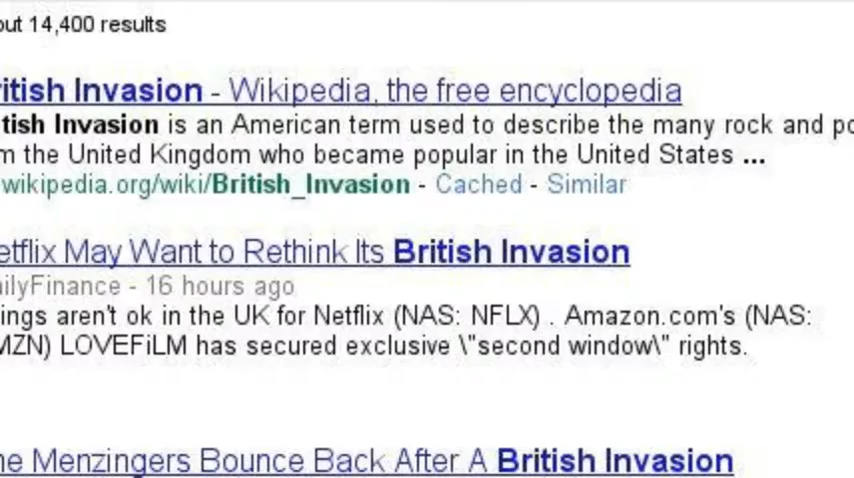 out 14,400 results
ritish Invasion - Wikipedia, the free encyclopedia
tish Invasion is an American term used to describe the many rock and po
m the United Kingdom who became popular in the United States ...
wikipedia.org/wiki/British_Invasion - Cached - Similar
etflix May Want to Rethink Its British Invasion
ilyFinance - 16 hours ago
ings aren't ok in the UK for Netflix (NAS: NFLX) . Amazon.com's (NAS:
MZN) LOVEFiLM has secured exclusive \"second window\" rights.
he Menzingers Bounce Back After A British Invasion